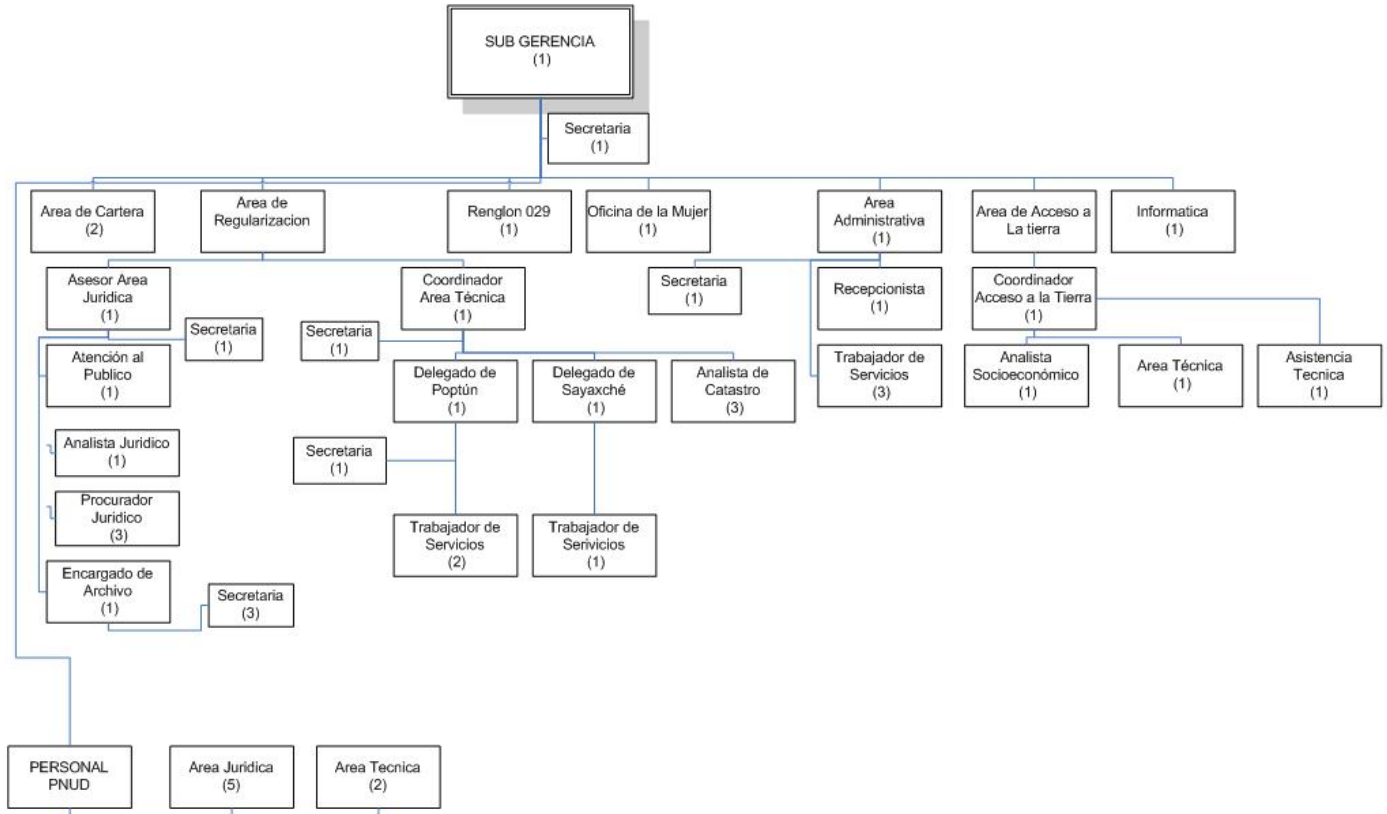 SUB GERENCIA
(1)
Secretaria
(1)
Area de Cartera
(2)
Area de
Regularizacion
Renglon 029
(1)
Oficina de la Mujer
(1)
Area
Administrativa
(1)
Area de Acceso a
La tierra
Informatica
(1)
Asesor Area
Juridica
(1)
Secretaria
(1)
Coordinador
Area Técnica
(1)
Secretaria
(1)
Secretaria
(1)
Recepcionista
(1)
Coordinador
Acceso a la Tierra
(1)
Atención al
Publico
(1)
Delegado de
Poptún
(1)
Delegado de
Sayaxché
(1)
Analista de
Catastro
(3)
Trabajador de
Servicios
(3)
Analista
Socioeconómico
(1)
Area Técnica
(1)
Asistencia
Tecnica
(1)
Analista Juridico
(1)
Secretaria
(1)
Procurador
Juridico
(3)
Trabajador de
Servicios
(2)
Trabajador de
Serivicios
(1)
Encargado de
Archivo
(1)
Secretaria
(3)
PERSONAL
PNUD
Area Juridica
(5)
Area Tecnica
(2)